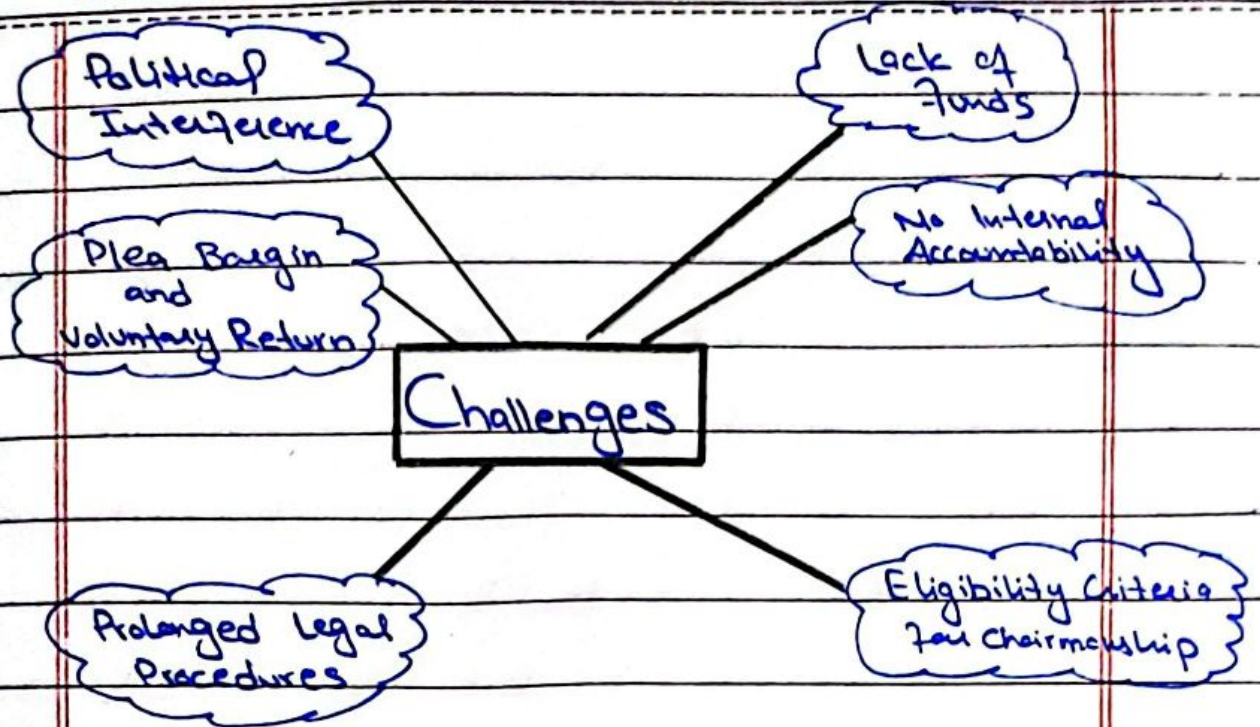 Political
Interference
Lack of
Funds
Plea Bargin
and
Voluntary Return
No Internal
Accountability
Challenges
Prolonged Legal
Procedures
Eligibility Criteria
For Chairmanship